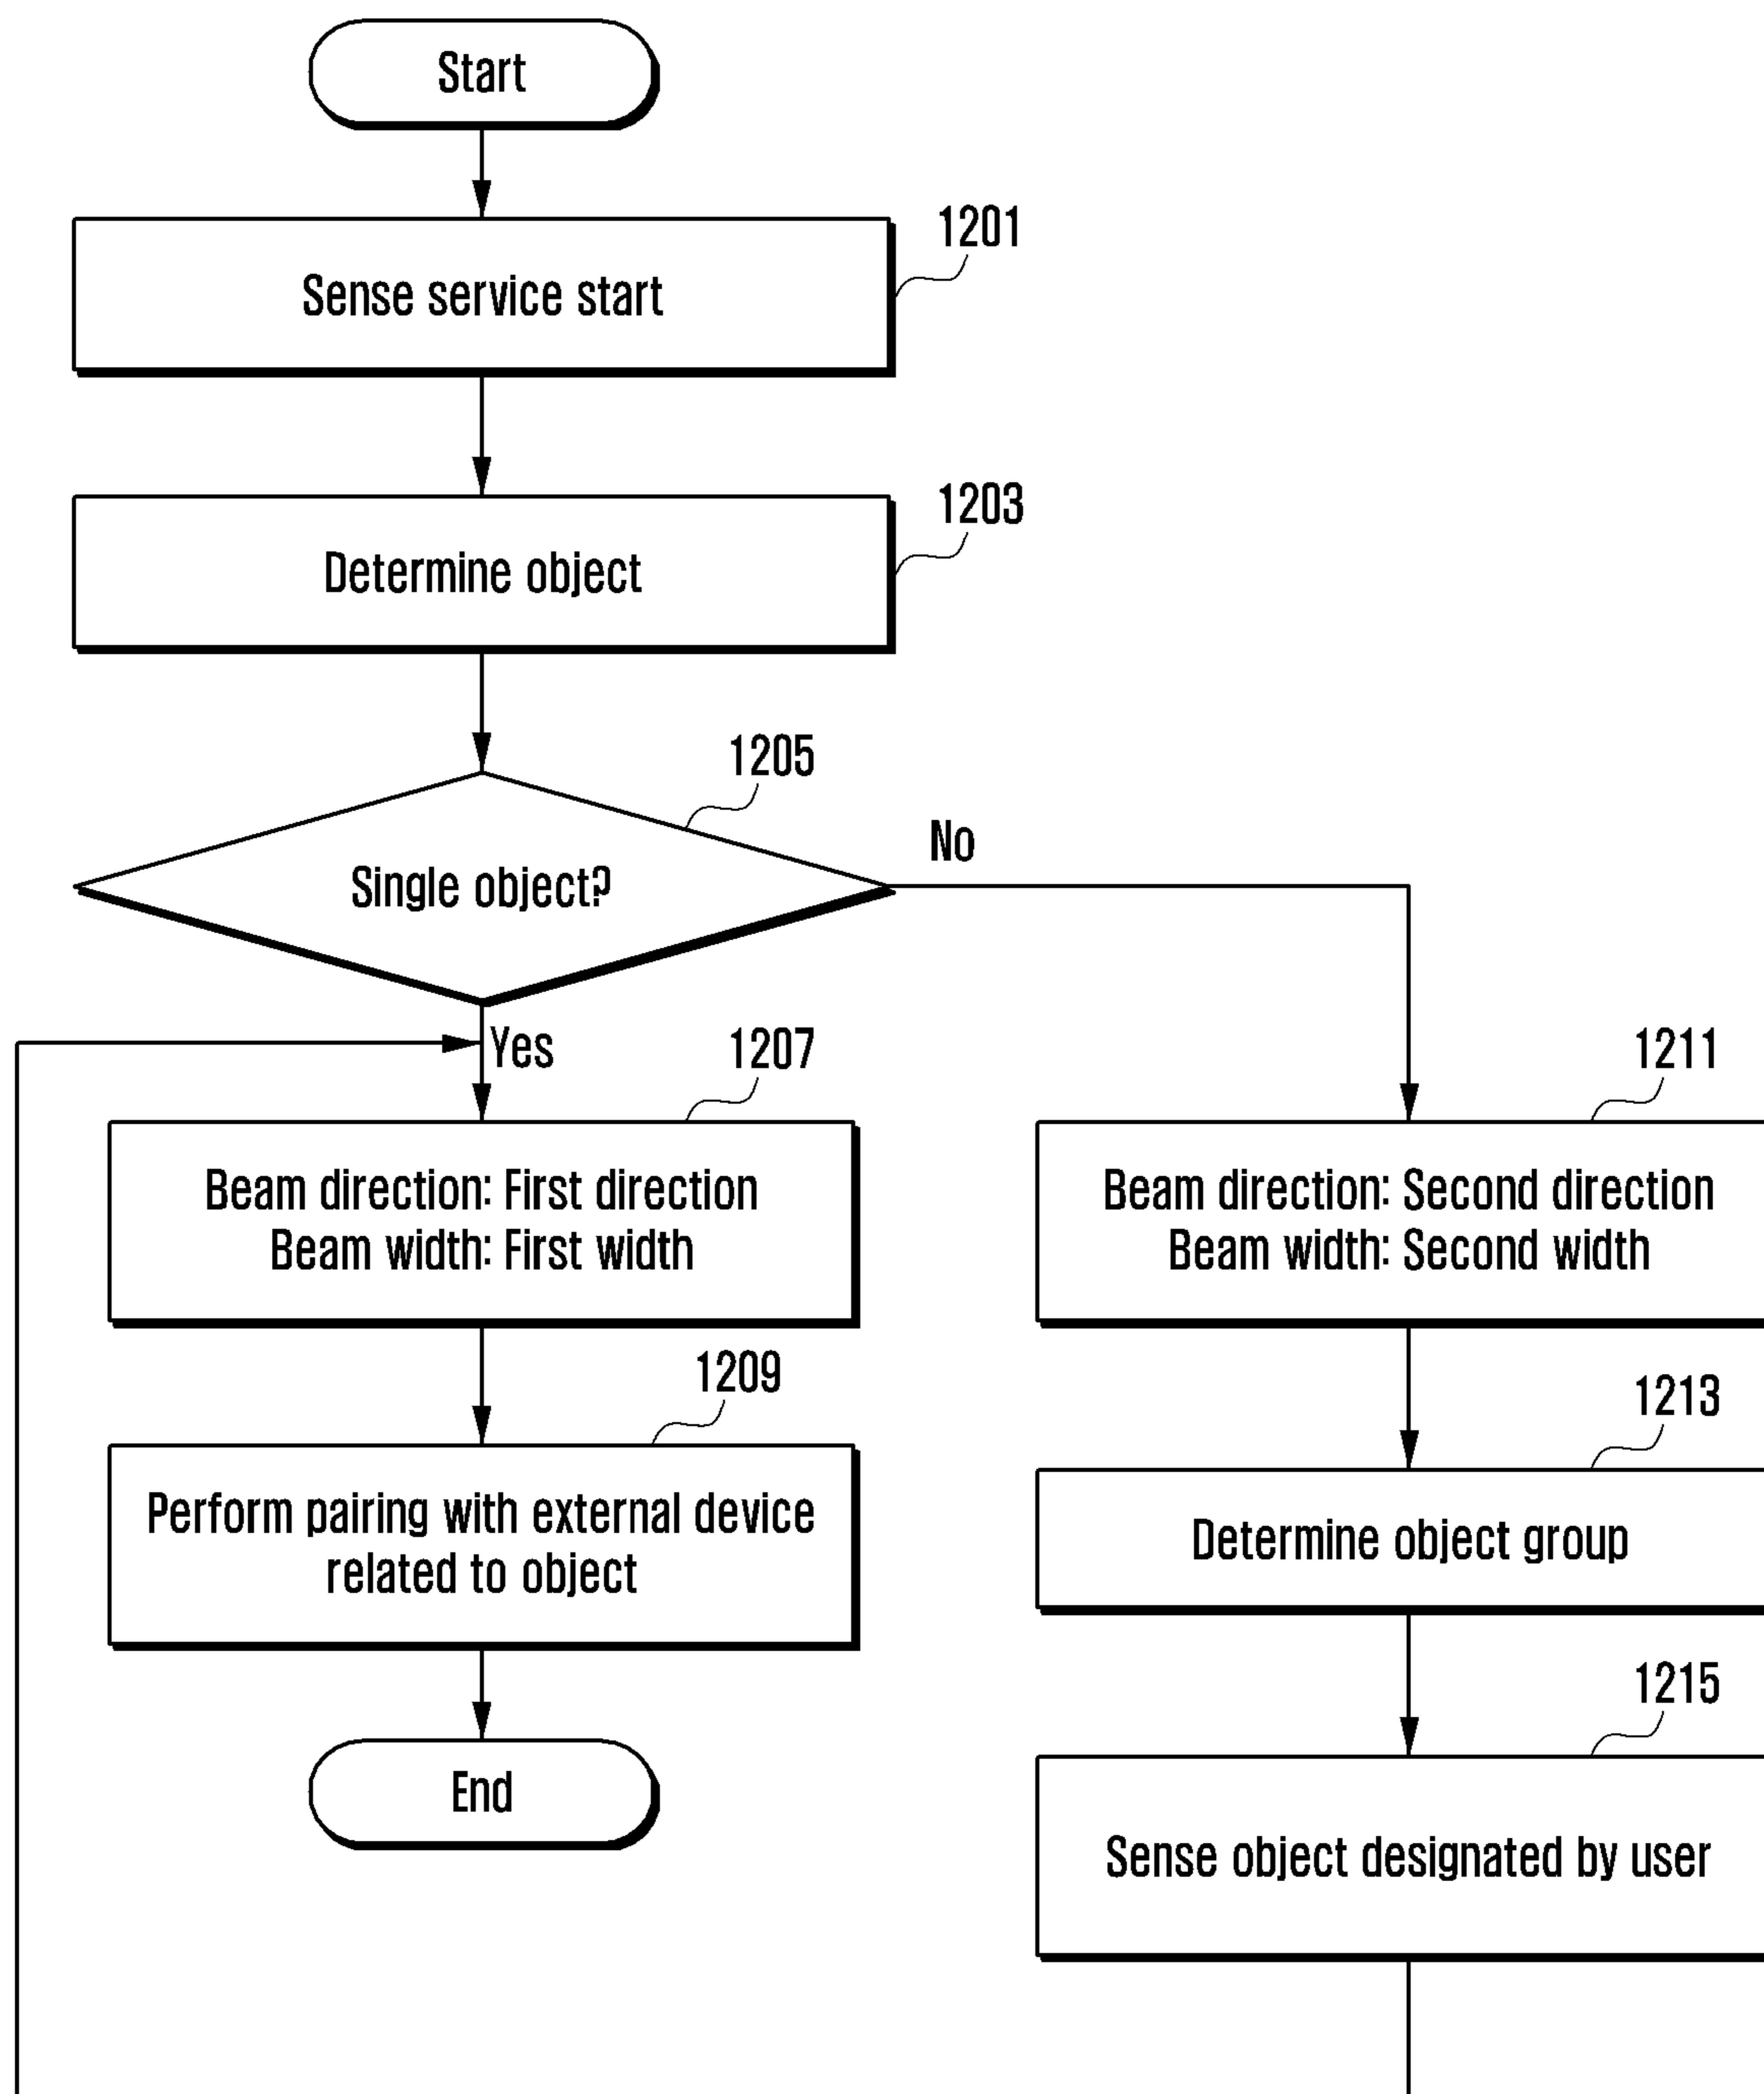 Start
1201
Sense service start
1203
Determine object
1205
Single object?
No
Yes
1207
Beam direction: First direction
Beam width: First width
1209
Perform pairing with external device
related to object
End
1211
Beam direction: Second direction
Beam width: Second width
1213
Determine object group
1215
Sense object designated by user